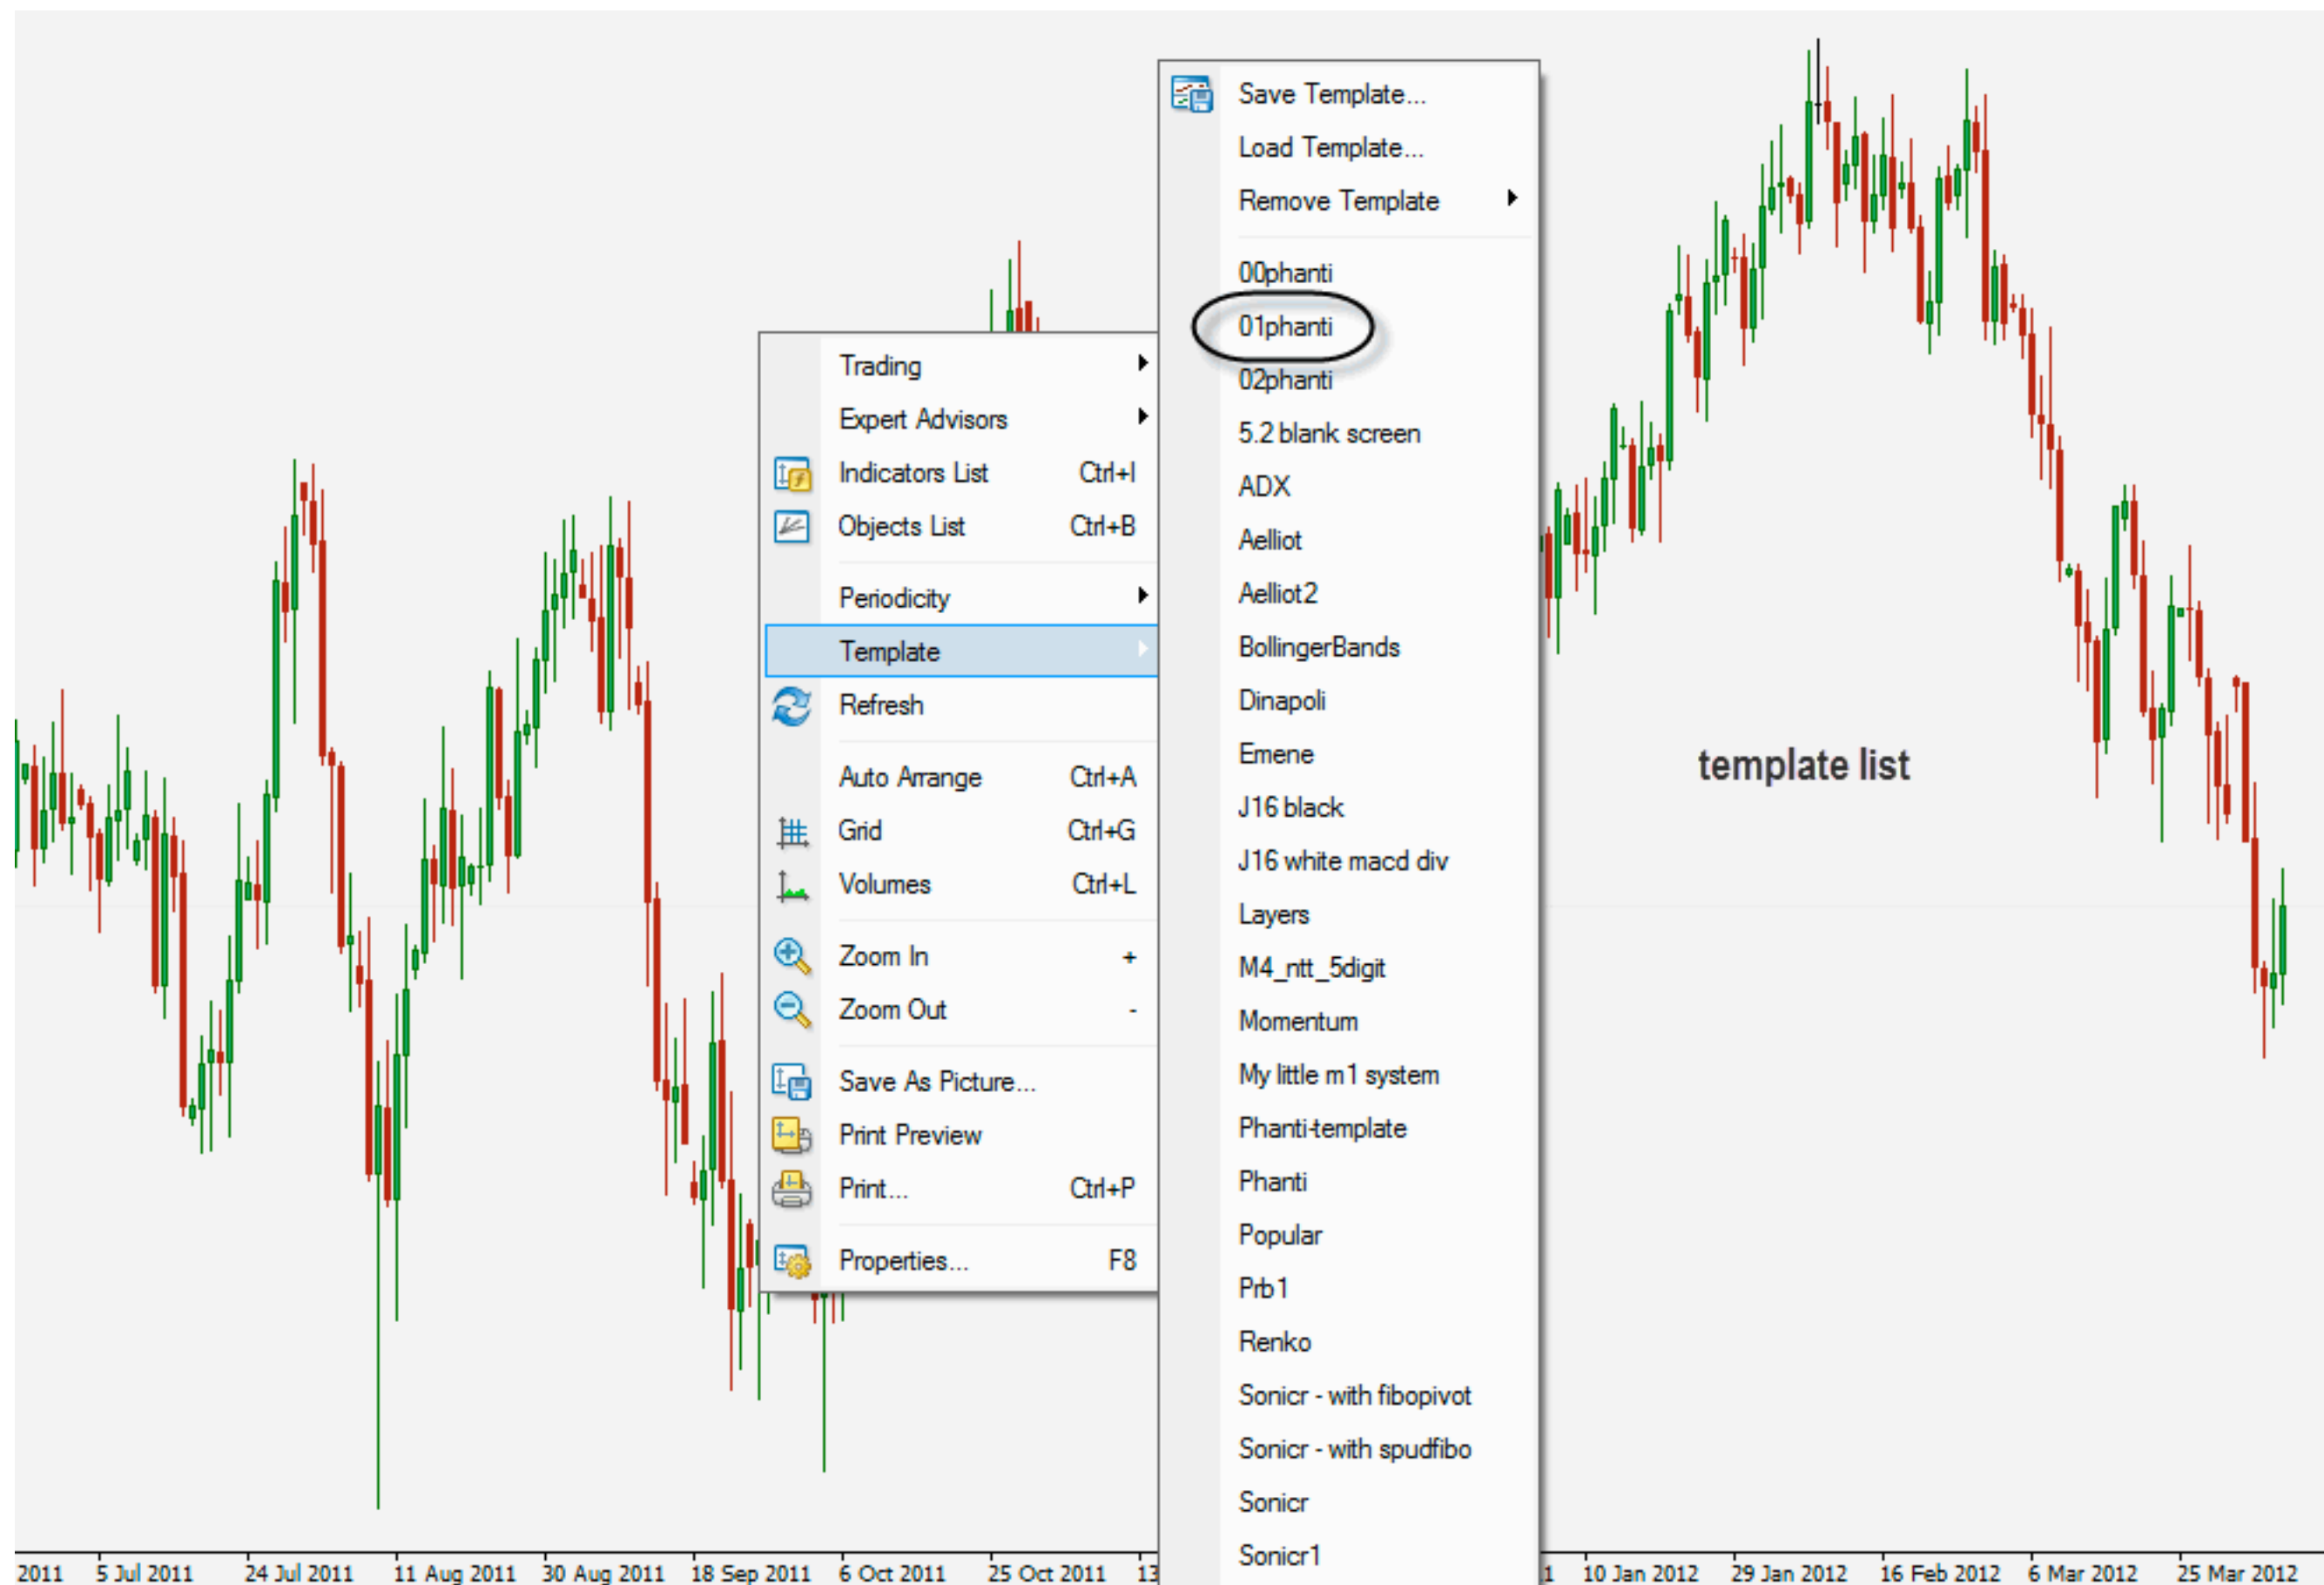 Trading
Expert Advisors
Indicators List Ctrl+I
Objects List Ctrl+B
Periodicity
Template
Refresh
Auto Arrange Ctrl+A
Grid Ctrl+G
Volumes Ctrl+L
Zoom In +
Zoom Out -
Save As Picture...
Print Preview
Print... Ctrl+P
Properties... F8
Save Template...
Load Template...
Remove Template
00phanti
01phanti
02phanti
5.2 blank screen
ADX
Aelliot
Aelliot2
BollingerBands
Dinapoli
Emene
J16 black
J16 white macd div
Layers
M4_ntt_5digit
Momentum
My little m1 system
Phanti-template
Phanti
Popular
Prb1
Renko
Sonicr - with fibopivot
Sonicr - with spudfibo
Sonicr
Sonicr1
template list
2011 5 Jul 2011 24 Jul 2011 11 Aug 2011 30 Aug 2011 18 Sep 2011 6 Oct 2011 25 Oct 2011 13 1 10 Jan 2012 29 Jan 2012 16 Feb 2012 6 Mar 2012 25 Mar 2012